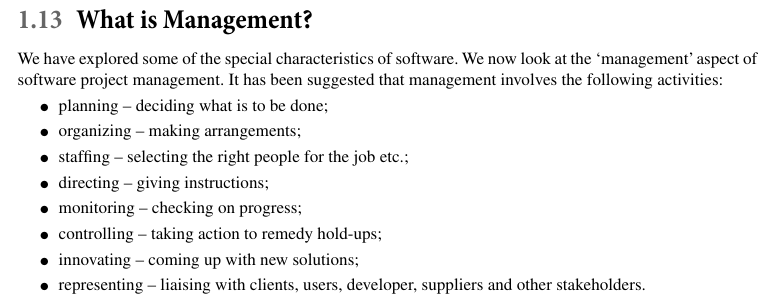 1.13 What is Management?
We have explored some of the special characteristics of software. We now look at the ‘management’ aspect of
software project management. It has been suggested that management involves the following activities:
● planning – deciding what is to be done;
● organizing – making arrangements;
● staffing – selecting the right people for the job etc.;
● directing – giving instructions;
● monitoring – checking on progress;
● controlling – taking action to remedy hold-ups;
● innovating – coming up with new solutions;
● representing – liaising with clients, users, developer, suppliers and other stakeholders.